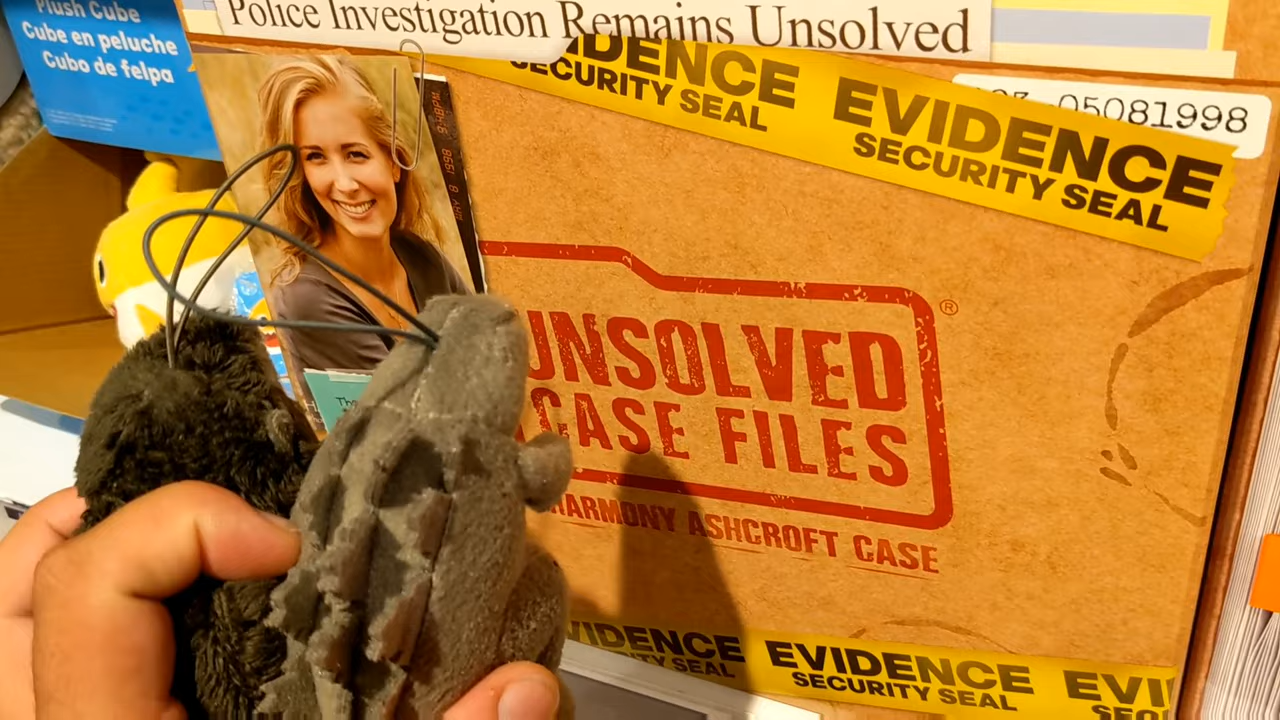 Plush Cube
Cube en peluche
Cubo de felpa
Police Investigation Remains Unsolved
EVIDENCE
SECURITY SEAL
EVIDENCE
SECURITY SEAL
05081998
UNSOLVED
CASE FILES
®
HARMONY ASHCROFT CASE
EVIDENCE
SECURITY SEAL
EVIDENCE
SECURITY SEAL
EVI